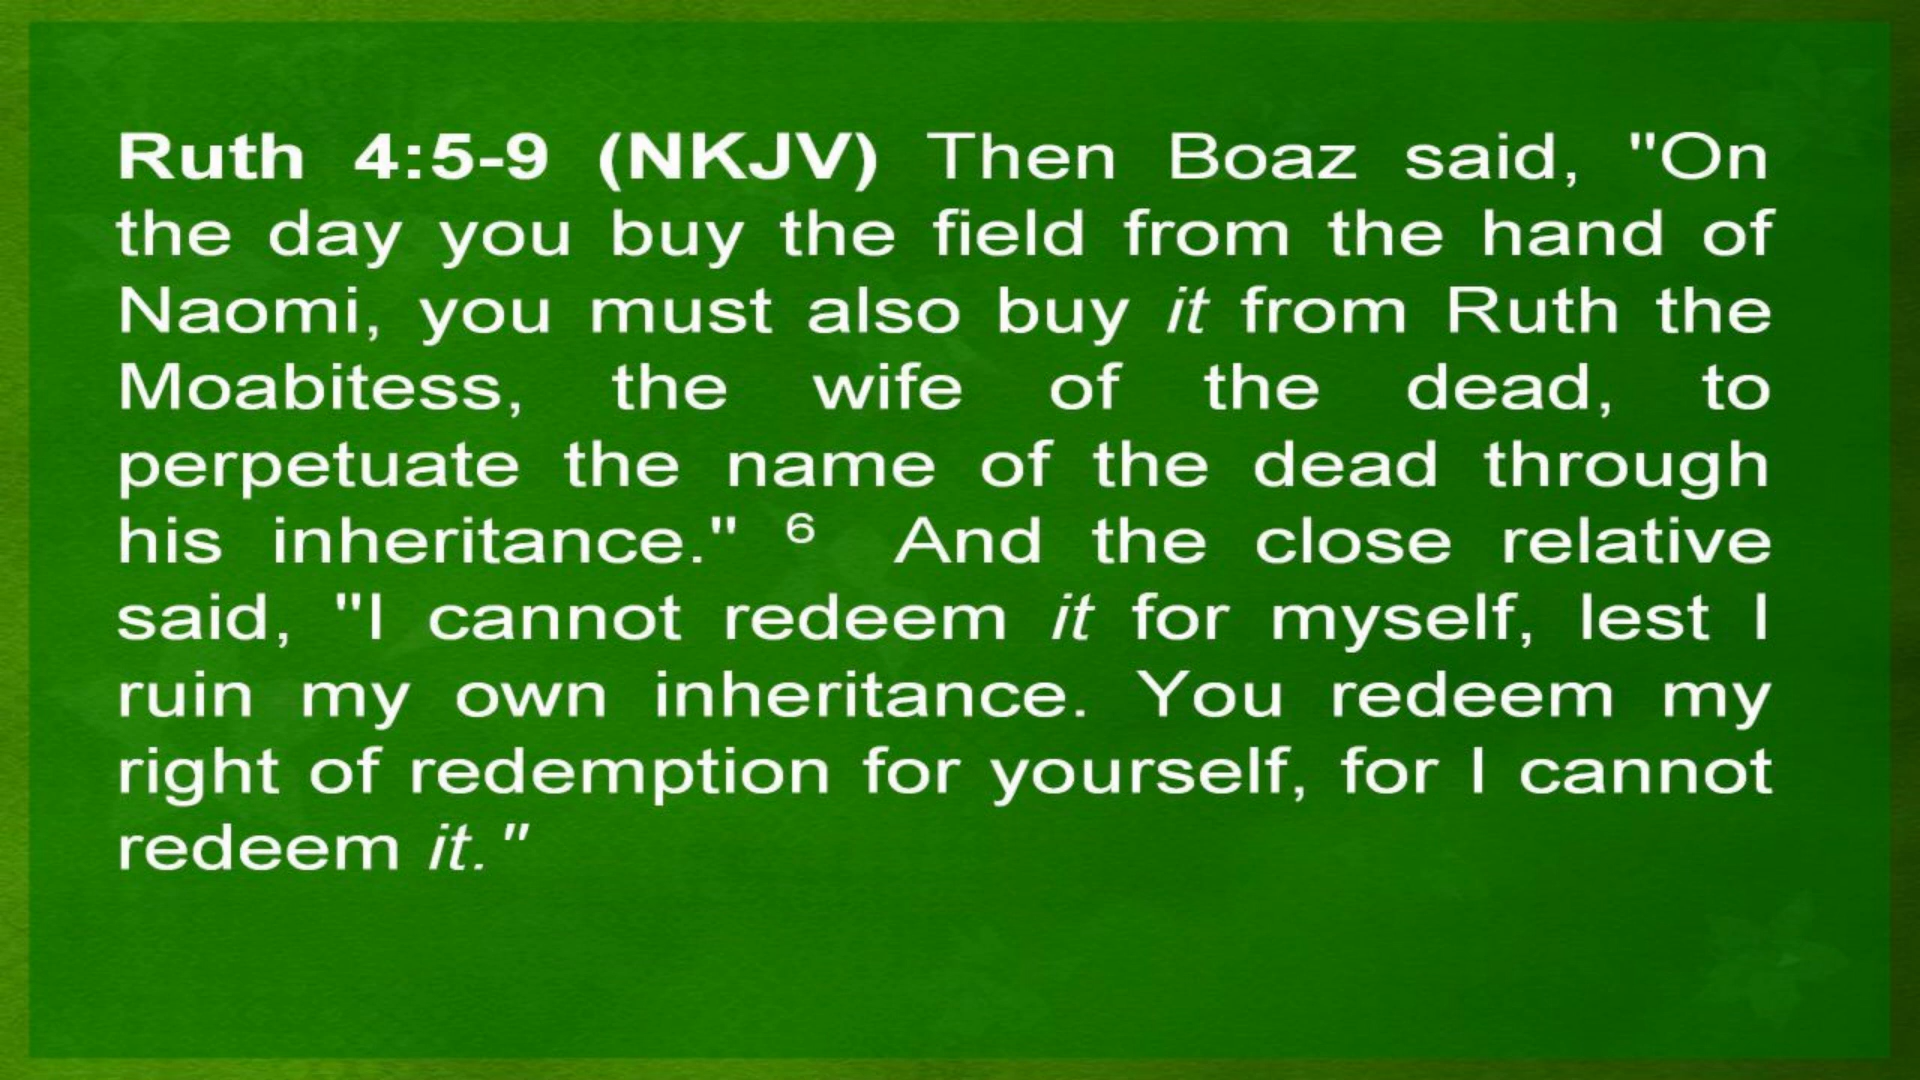 Ruth 4:5-9 (NKJV) Then Boaz said, "On
the day you buy the field from the hand of
Naomi, you must also buy it from Ruth the
Moabitess, the wife of the dead, to
perpetuate the name of the dead through
his inheritance." 6 And the close relative
said, "I cannot redeem it for myself, lest I
ruin my own inheritance. You redeem my
right of redemption for yourself, for I cannot
redeem it."